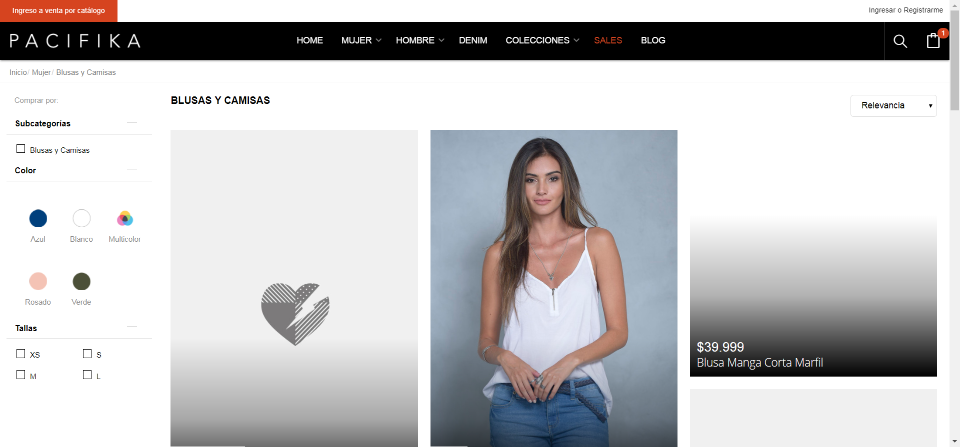 Ingreso a venta por catálogo
Ingresar o Registrarme
PACIFIKA
HOME MUJER HOMBRE DENIM COLECCIONES SALES BLOG
1
Inicio/ Mujer/ Blusas y Camisas
Comprar por:
BLUSAS Y CAMISAS
Relevancia
Subcategorías
Blusas y Camisas
Color
Azul Blanco Multicolor
Rosado Verde
Tallas
XS S
M L
$39.999
Blusa Manga Corta Marfil